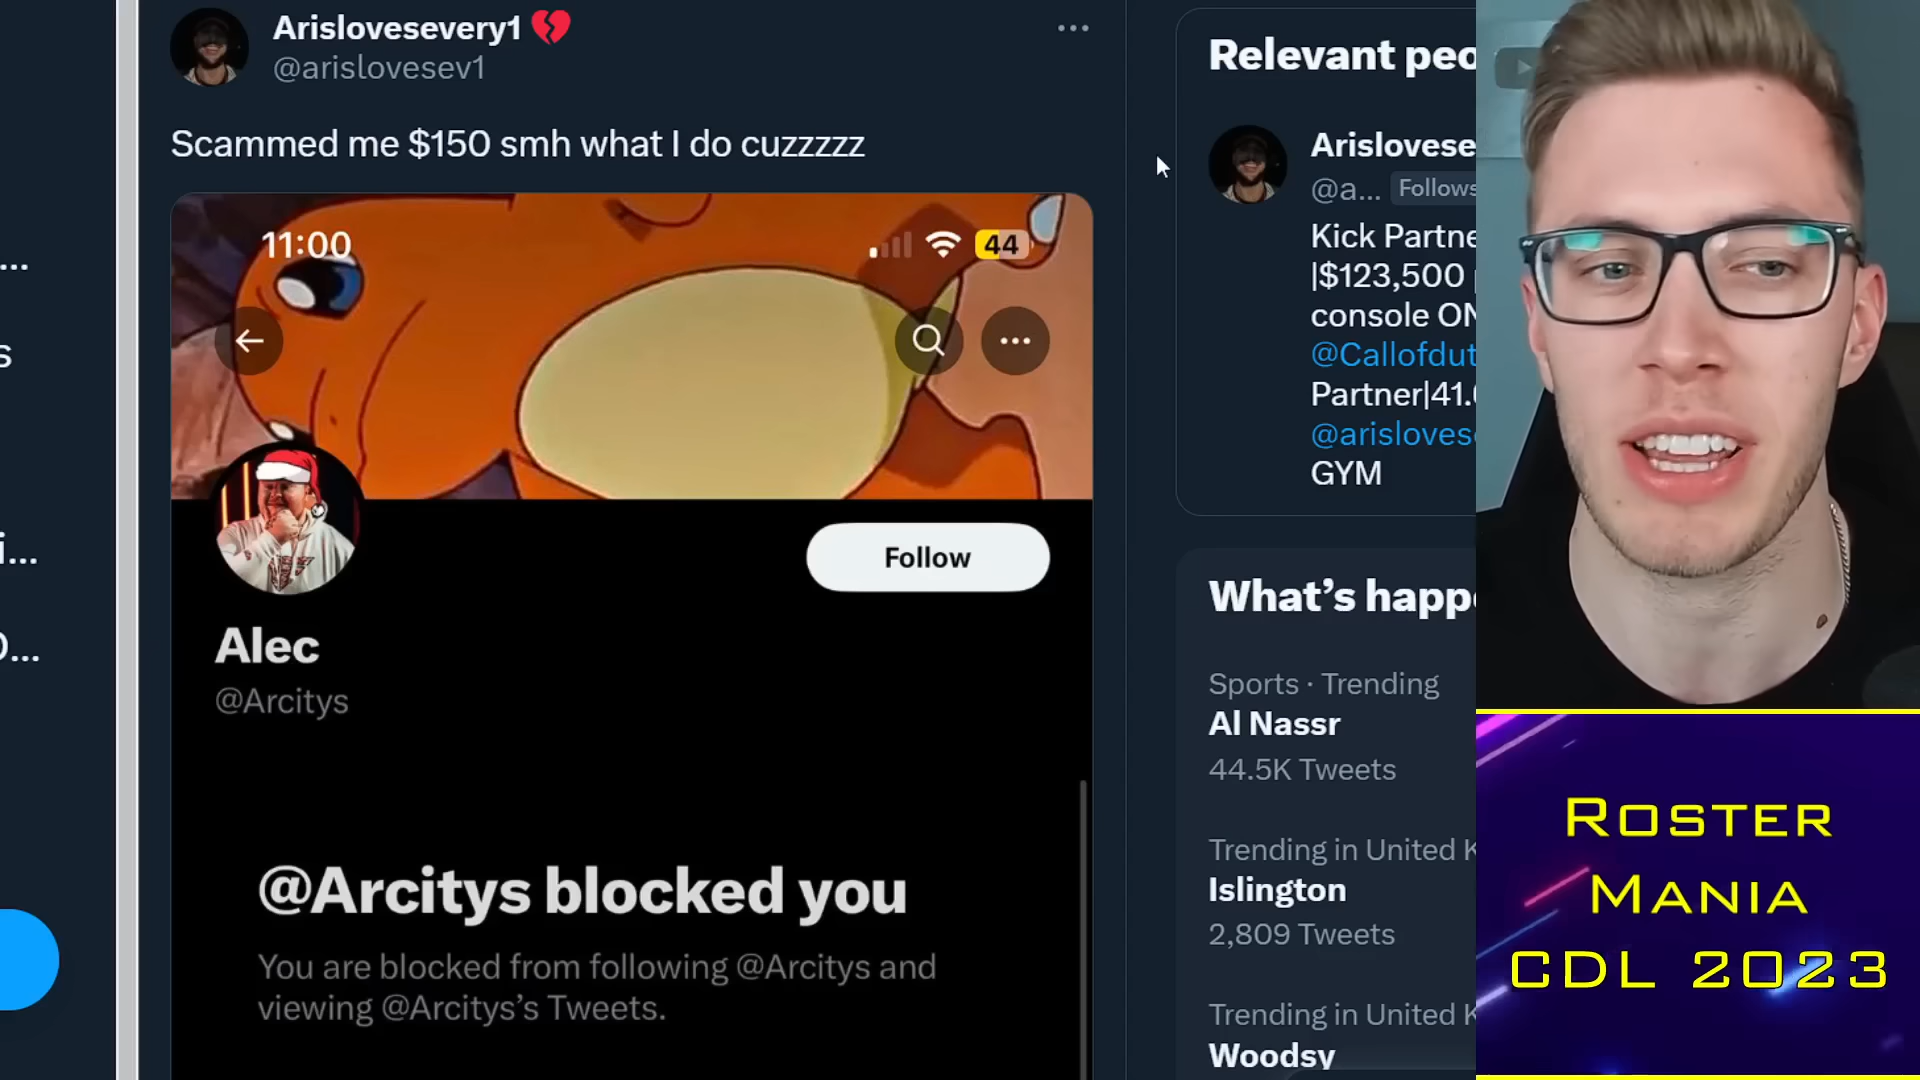 Arislovesevery1 💔
@arislovesev1
Scammed me $150 smh what I do cuzzzzz
11:00
44
Follow
Alec
@Arcitys
@Arcitys blocked you
You are blocked from following @Arcitys and
viewing @Arcitys's Tweets.
Relevant peo
Arislovese
@a... Follows
Kick Partne
|$123,500
console ON
@Callofdut
Partner|41.
@arisloves
GYM
What's happe
Sports · Trending
Al Nassr
44.5K Tweets
Trending in United K
Islington
2,809 Tweets
Trending in United K
Woodsy
Roster
Mania
CDL 2023